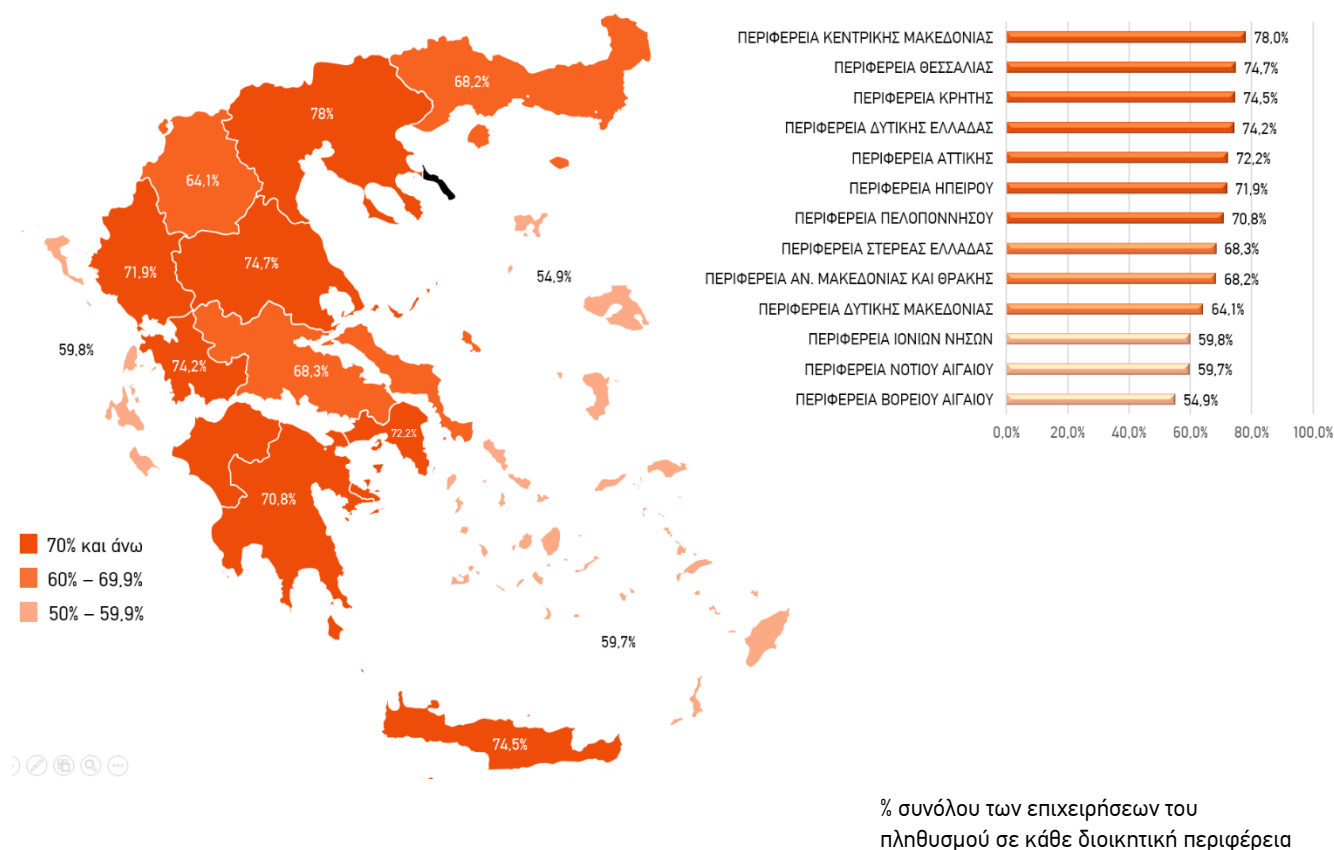 68,2%
78%
64,1%
71,9%
74,7%
54,9%
59,8%
74,2%
68,3%
72,2%
70,8%
59,7%
74,5%
70% και άνω
60% – 69,9%
50% – 59,9%
ΠΕΡΙΦΕΡΕΙΑ ΚΕΝΤΡΙΚΗΣ ΜΑΚΕΔΟΝΙΑΣ 78,0%
ΠΕΡΙΦΕΡΕΙΑ ΘΕΣΣΑΛΙΑΣ 74,7%
ΠΕΡΙΦΕΡΕΙΑ ΚΡΗΤΗΣ 74,5%
ΠΕΡΙΦΕΡΕΙΑ ΔΥΤΙΚΗΣ ΕΛΛΑΔΑΣ 74,2%
ΠΕΡΙΦΕΡΕΙΑ ΑΤΤΙΚΗΣ 72,2%
ΠΕΡΙΦΕΡΕΙΑ ΗΠΕΙΡΟΥ 71,9%
ΠΕΡΙΦΕΡΕΙΑ ΠΕΛΟΠΟΝΝΗΣΟΥ 70,8%
ΠΕΡΙΦΕΡΕΙΑ ΣΤΕΡΕΑΣ ΕΛΛΑΔΑΣ 68,3%
ΠΕΡΙΦΕΡΕΙΑ ΑΝ. ΜΑΚΕΔΟΝΙΑΣ ΚΑΙ ΘΡΑΚΗΣ 68,2%
ΠΕΡΙΦΕΡΕΙΑ ΔΥΤΙΚΗΣ ΜΑΚΕΔΟΝΙΑΣ 64,1%
ΠΕΡΙΦΕΡΕΙΑ ΙΟΝΙΩΝ ΝΗΣΩΝ 59,8%
ΠΕΡΙΦΕΡΕΙΑ ΝΟΤΙΟΥ ΑΙΓΑΙΟΥ 59,7%
ΠΕΡΙΦΕΡΕΙΑ ΒΟΡΕΙΟΥ ΑΙΓΑΙΟΥ 54,9%
0,0% 20,0% 40,0% 60,0% 80,0% 100,0%
% συνόλου των επιχειρήσεων του
πληθυσμού σε κάθε διοικητική περιφέρεια